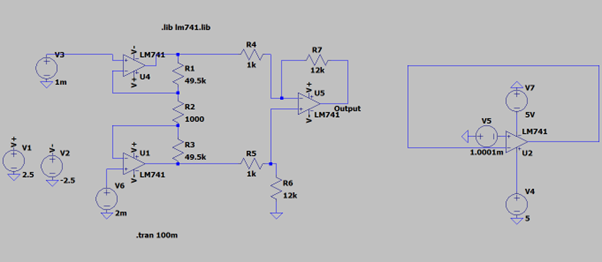 .lib lm741.lib
V3
1m
V-
LM741
V+
U4
R1
49.5k
R2
1000
R3
49.5k
R4
1k
R7
12k
V+
U5
LM741
V-
Output
V1
V+
2.5
V2
V-
-2.5
V+
U1
V-
LM741
V6
2m
R5
1k
R6
12k
.tran 100m
V7
5V
V5
1.0001m
LM741
U2
V4
5